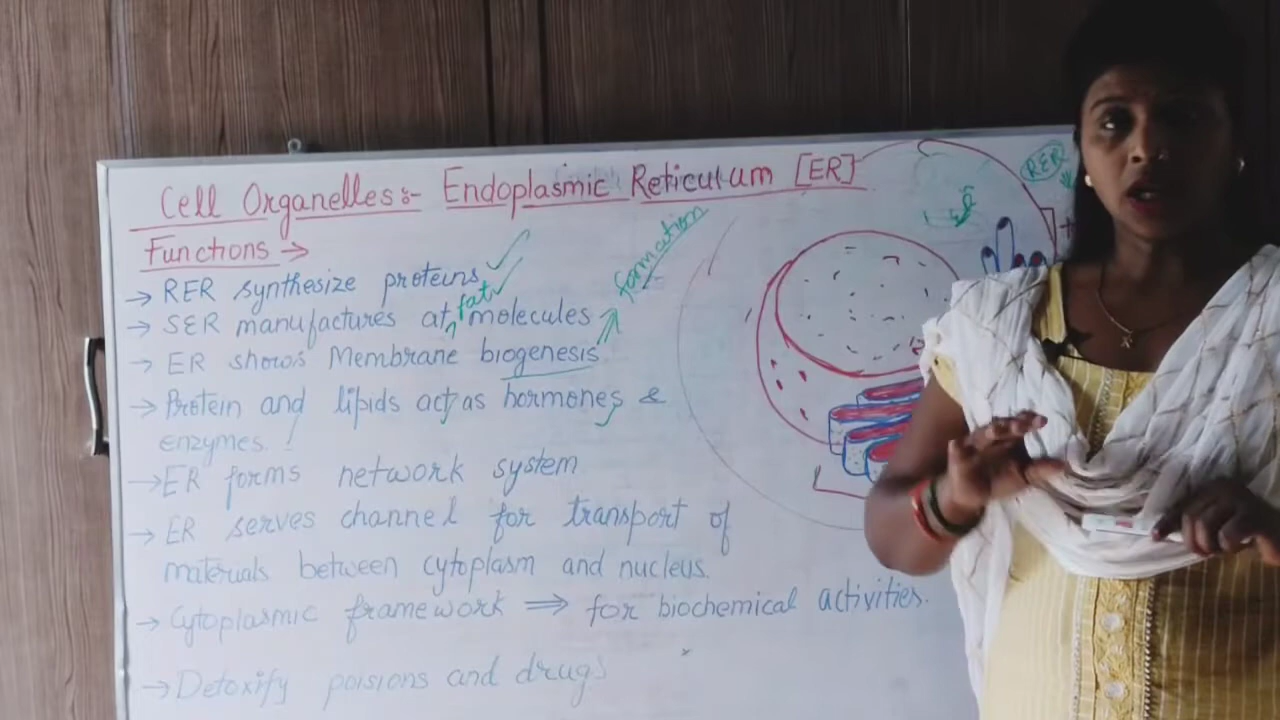 Cell Organelles:- Endoplasmic Reticulum [ER]
Functions →
→ RER synthesize proteins ✓
→ SER manufactures at fat molecules
→ ER shows Membrane biogenesis
formation
→ Protein and lipids act as hormones &
enzymes.
→ ER forms network system
→ ER serves channel for transport of
materials between cytoplasm and nucleus.
→ Cytoplasmic framework ⇒ for biochemical activities.
→ Detoxify poisions and drugs
RER